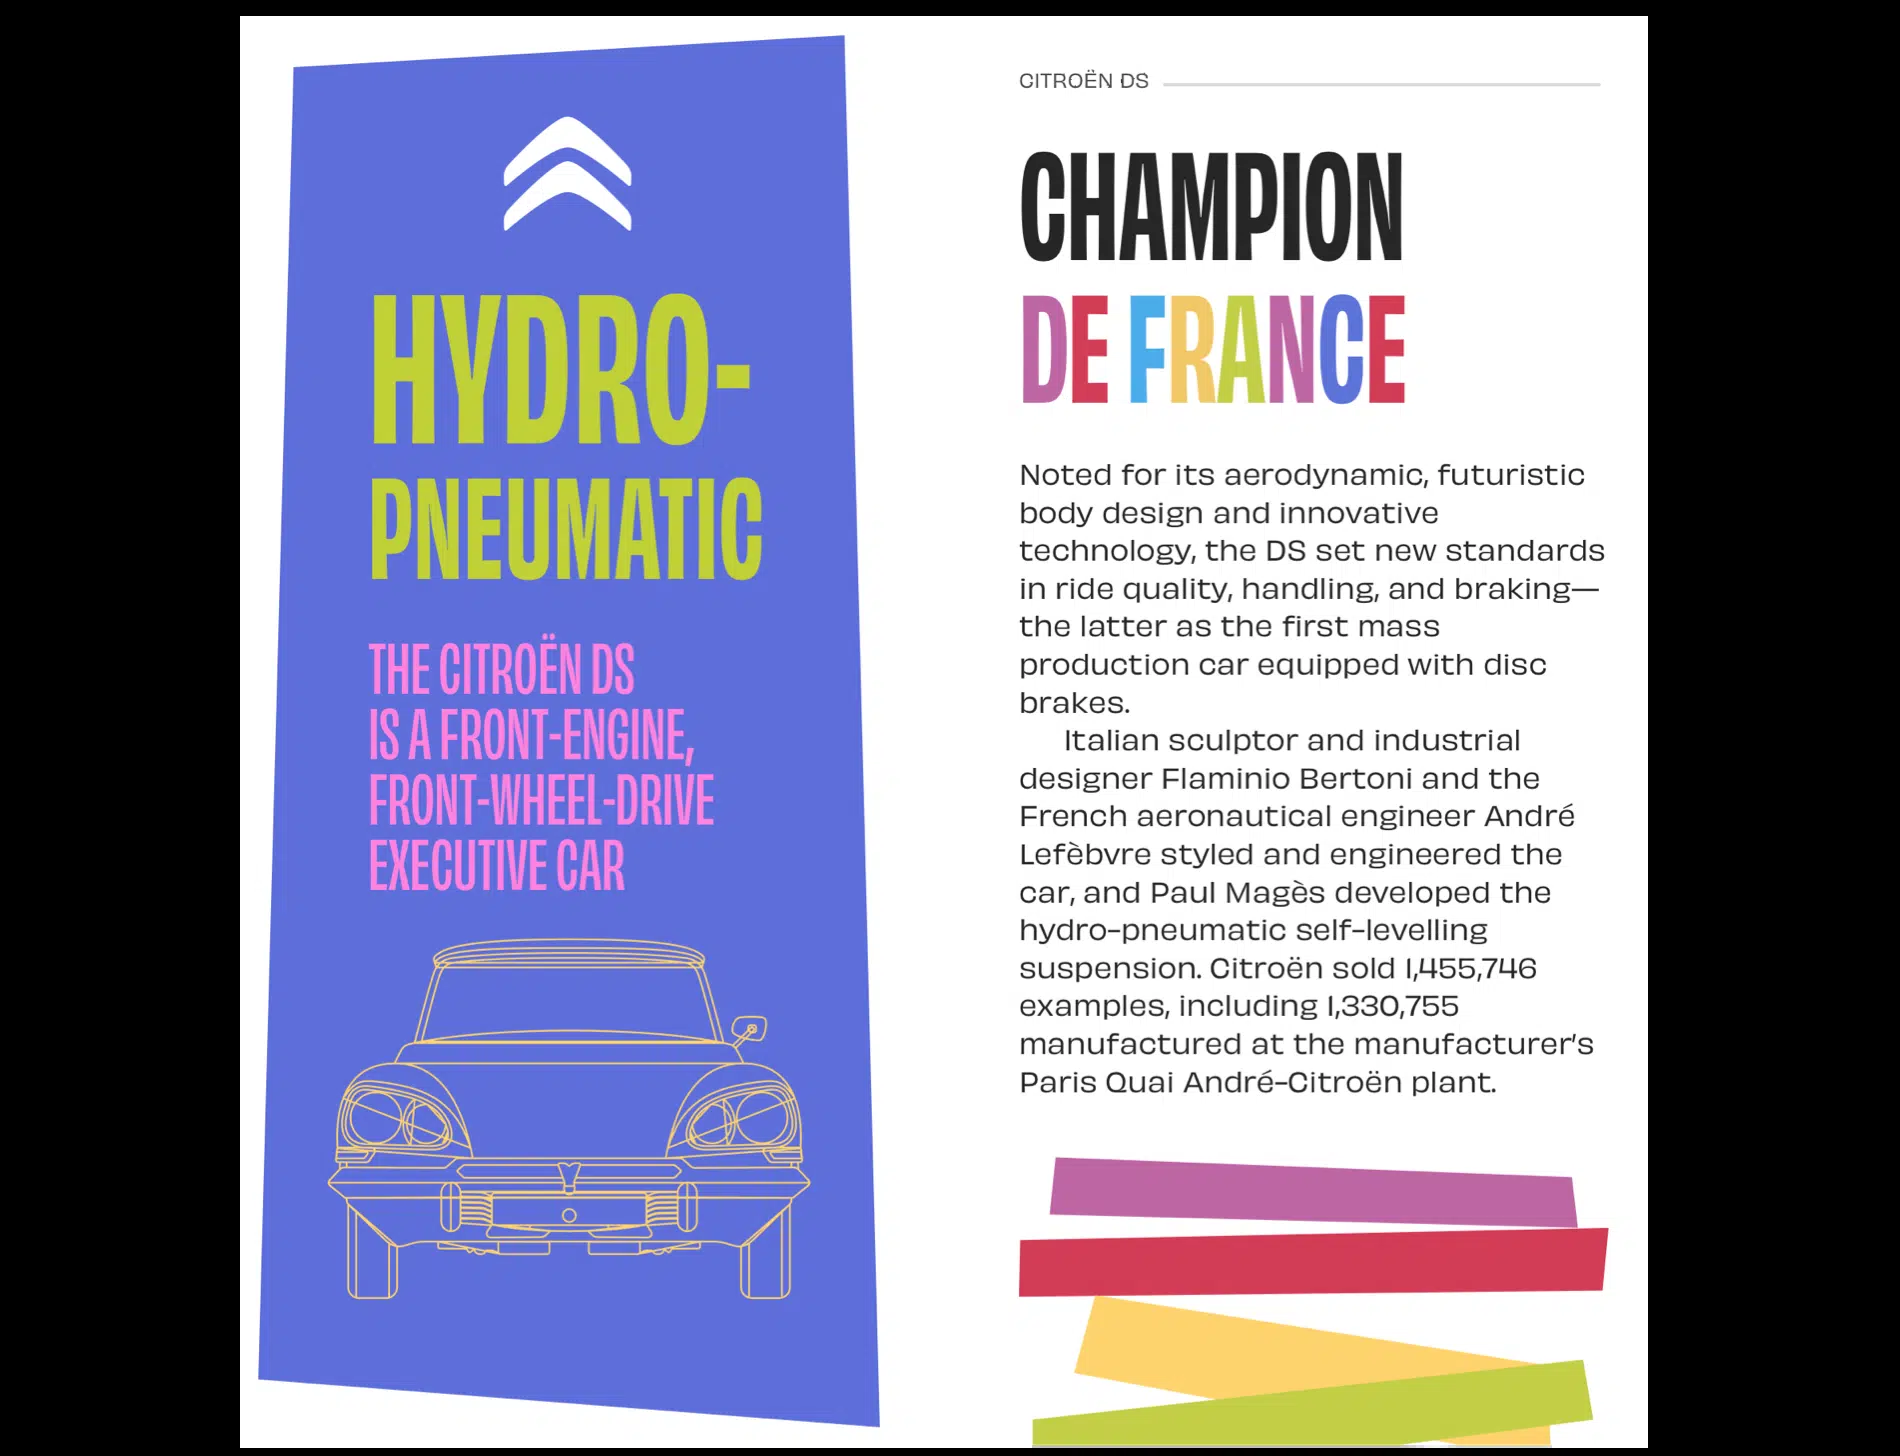 HYDRO-
PNEUMATIC
THE CITROËN DS
IS A FRONT-ENGINE,
FRONT-WHEEL-DRIVE
EXECUTIVE CAR
CITROËN DS
CHAMPION
DE FRANCE
Noted for its aerodynamic, futuristic
body design and innovative
technology, the DS set new standards
in ride quality, handling, and braking—
the latter as the first mass
production car equipped with disc
brakes.
Italian sculptor and industrial
designer Flaminio Bertoni and the
French aeronautical engineer André
Lefèbvre styled and engineered the
car, and Paul Magès developed the
hydro-pneumatic self-levelling
suspension. Citroën sold 1,455,746
examples, including 1,330,755
manufactured at the manufacturer’s
Paris Quai André-Citroën plant.